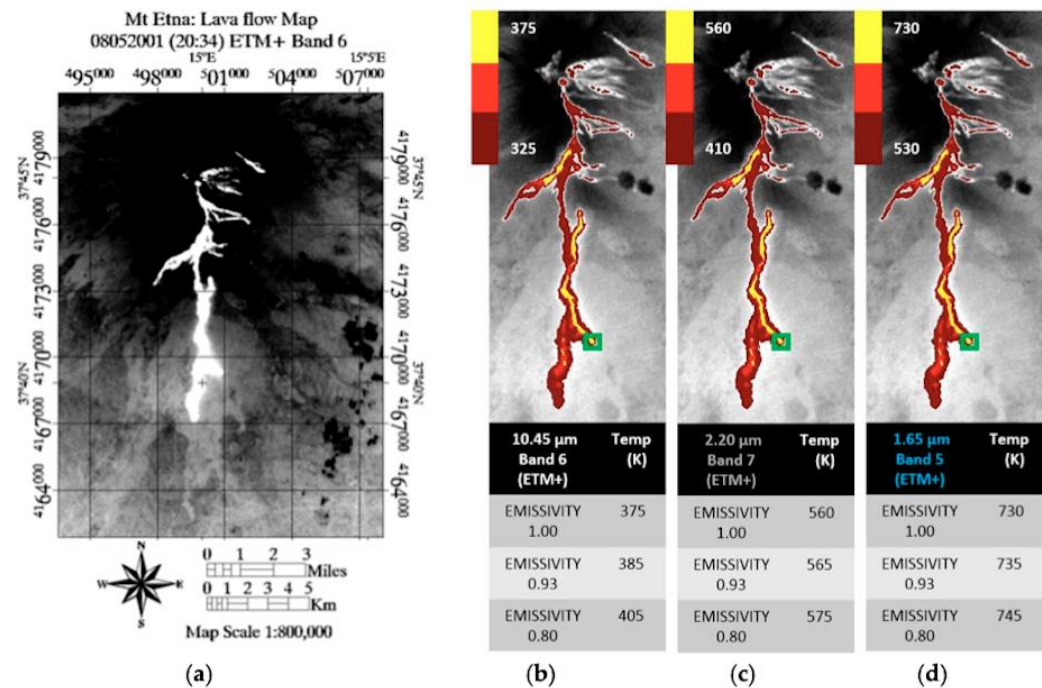 Mt Etna: Lava flow Map
08052001 (20:34) ETM+ Band 6
15°E
15°5'E
495000 498000 501000 504000 507000
4179000
4176000
4173000
4170000
4167000
4164000
37°45'N
37°40'N
4179000
4176000
4173000
4170000
4167000
4164000
37°45'N
37°40'N
N
W E
S
0 1 2 3
Miles
0 1 2 3 4 5
Km
Map Scale 1:800,000
(a)
375
325
10.45 µm Temp
Band 6 (K)
(ETM+)
EMISSIVITY 375
1.00
EMISSIVITY 385
0.93
EMISSIVITY 405
0.80
(b)
560
410
2.20 µm Temp
Band 7 (K)
(ETM+)
EMISSIVITY 560
1.00
EMISSIVITY 565
0.93
EMISSIVITY 575
0.80
(c)
730
530
1.65 µm Temp
Band 5 (K)
(ETM+)
EMISSIVITY 730
1.00
EMISSIVITY 735
0.93
EMISSIVITY 745
0.80
(d)